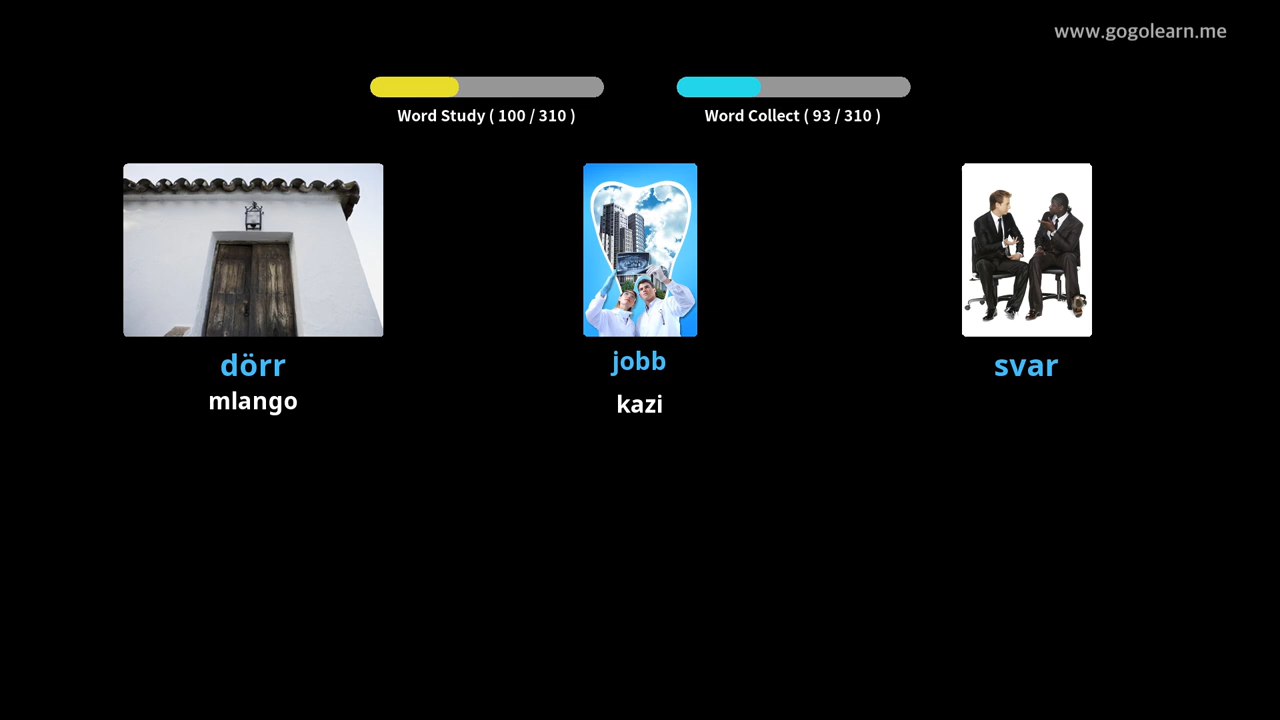 www.gogolearn.me
Word Study ( 100 / 310 )
Word Collect ( 93 / 310 )
dörr
jobb
svar
mlango
kazi